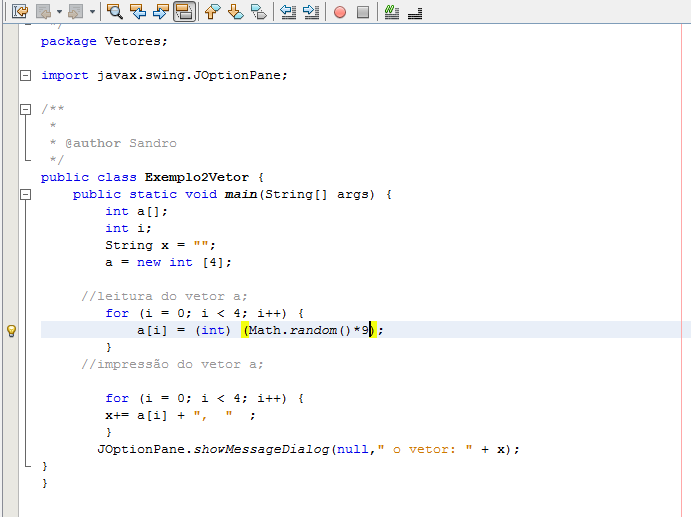 package Vetores;
import javax.swing.JOptionPane;
/**
*
* @author Sandro
*/
public class Exemplo2Vetor {
public static void main(String[] args) {
int a[];
int i;
String x = "";
a = new int [4];
//leitura do vetor a;
for (i = 0; i < 4; i++) {
a[i] = (int) (Math.random()*9);
}
//impressão do vetor a;
for (i = 0; i < 4; i++) {
x+= a[i] + ", " ;
}
JOptionPane.showMessageDialog(null," o vetor: " + x);
}
}